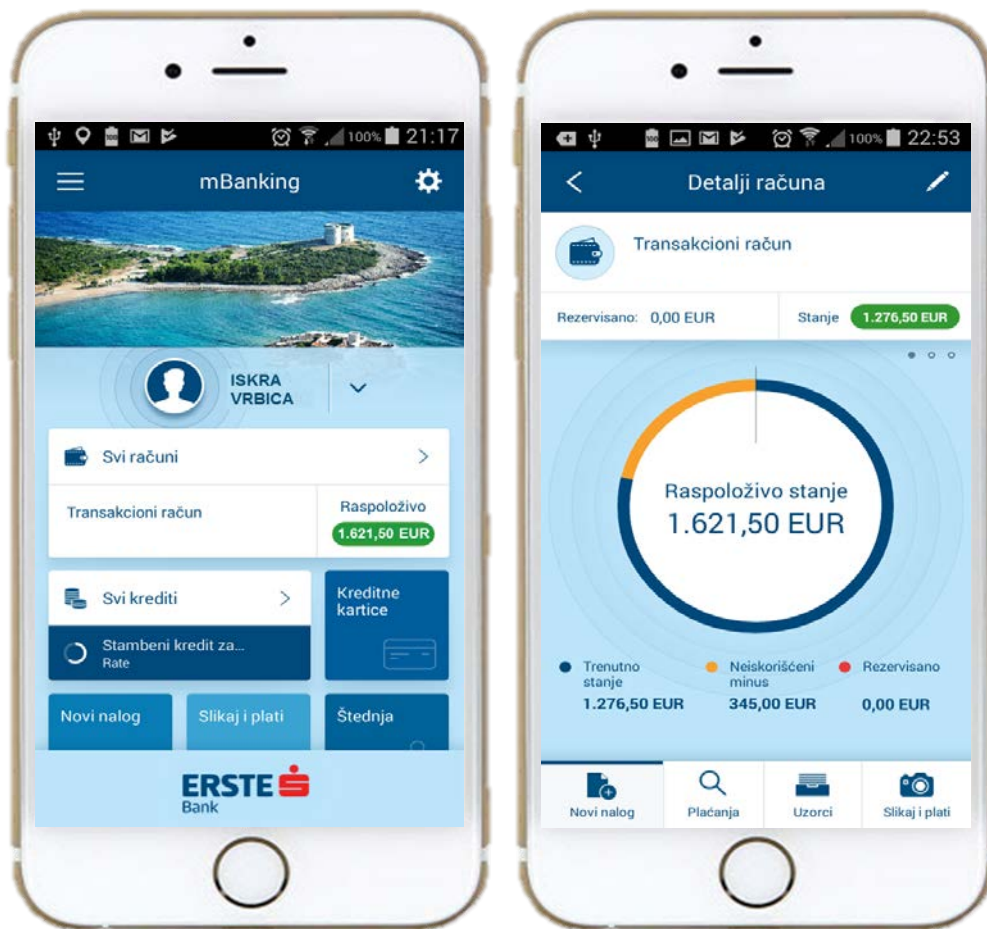 100% 21:17
mBanking
ISKRA
VRBICA
Svi računi
Transakcioni račun
Raspoloživo
1.621,50 EUR
Svi krediti
Stambeni kredit za...
Rate
Kreditne
kartice
Novi nalog
Slikaj i plati
Štednja
ERSTE
Bank
100% 22:53
Detalji računa
Transakcioni račun
Rezervisano: 0,00 EUR
Stanje 1.276,50 EUR
Raspoloživo stanje
1.621,50 EUR
Trenutno
stanje
1.276,50 EUR
Neiskorišćeni
minus
345,00 EUR
Rezervisano
0,00 EUR
Novi nalog
Plaćanja
Uzorci
Slikaj i plati